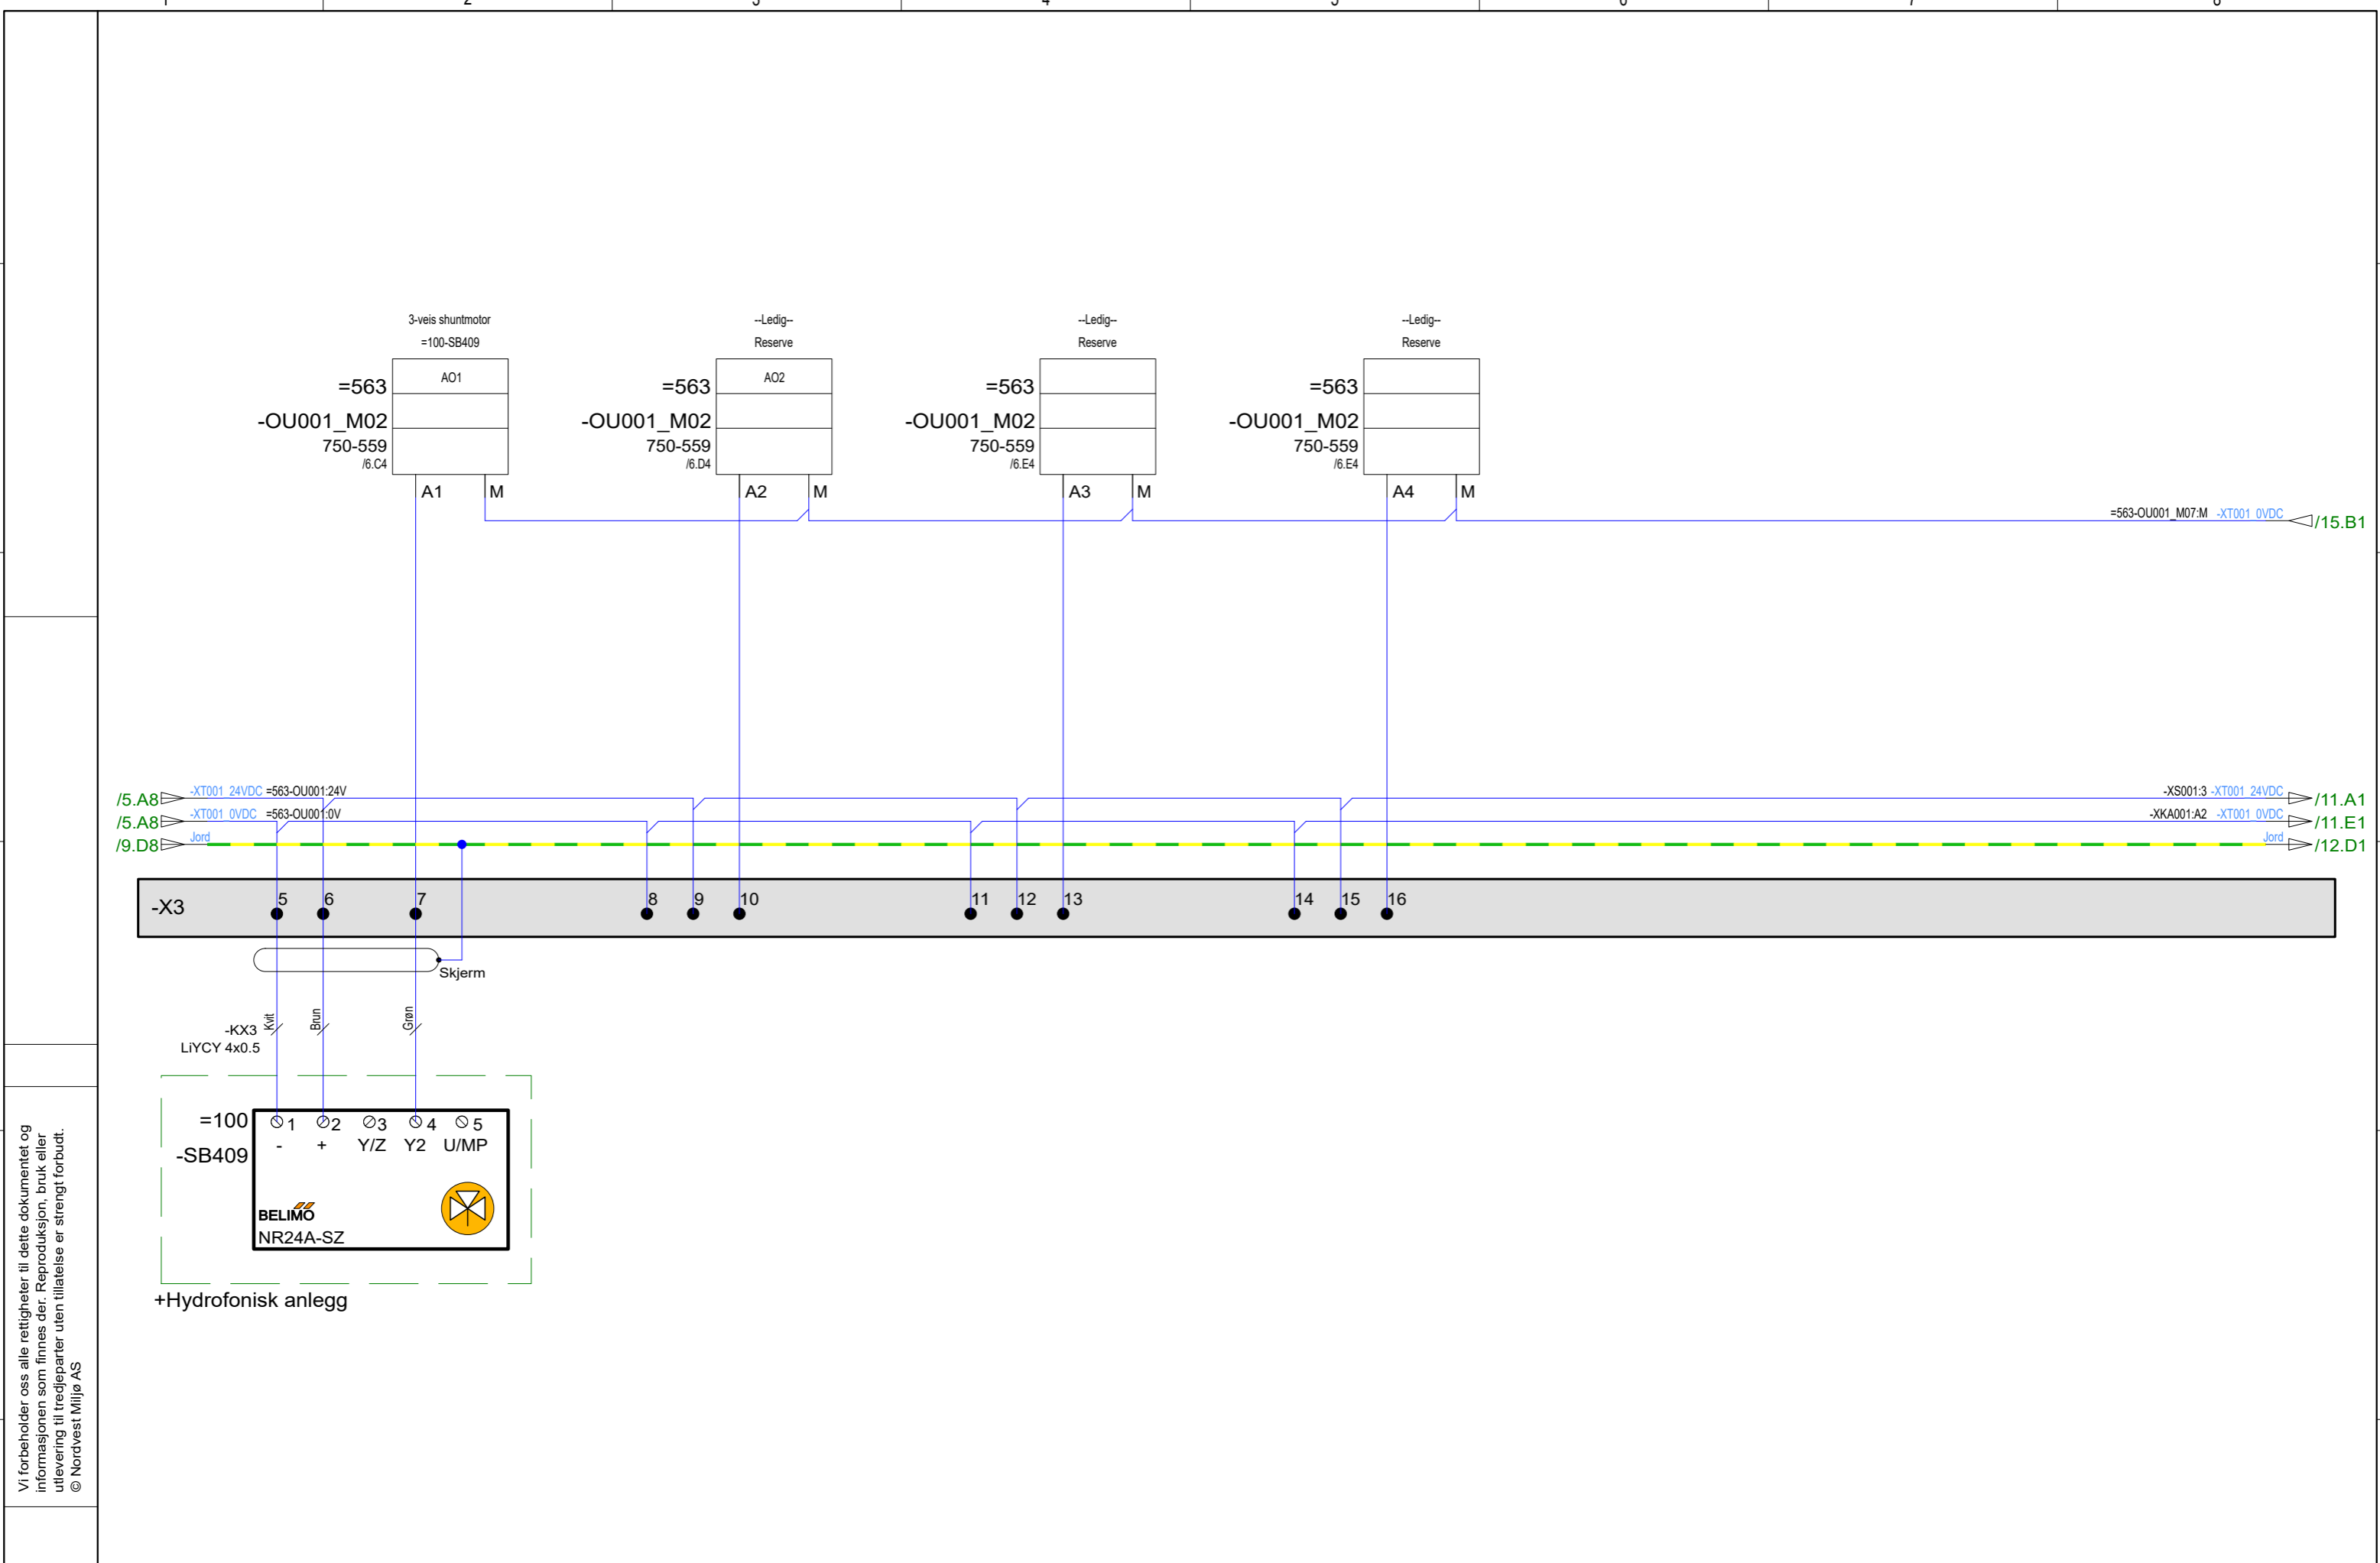 3-veis shuntmotor
--Ledig--
--Ledig--
--Ledig--
=100-SB409
Reserve
Reserve
Reserve
=563
AO1
=563
AO2
=563
=563
-OU001_M02
-OU001_M02
-OU001_M02
-OU001_M02
750-559
750-559
750-559
750-559
/6.C4
/6.D4
/6.E4
/6.E4
A1 M
A2 M
A3 M
A4 M
=563-OU001_M07:M -XT001_0VDC /15.B1
/5.A8 -XT001_24VDC =563-OU001:24V
-XS001:3 -XT001_24VDC /11.A1
/5.A8 -XT001_0VDC =563-OU001:0V
-XKA001:A2 -XT001_0VDC /11.E1
/9.D8 Jord
Jord /12.D1
-X3 5 6 7 8 9 10 11 12 13 14 15 16
Skjerm
Kvit
Brun
Grøn
-KX3
LiYCY 4x0.5
=100
1 2 3 4 5
-SB409
- + Y/Z Y2 U/MP
BELIMO
NR24A-SZ
+Hydrofonisk anlegg
Vi forbeholder oss alle rettigheter til dette dokumentet og
informasjonen som finnes der. Reproduksjon, bruk eller
utlevering til tredjeparter uten tillatelse er strengt forbudt.
© Nordvest Miljø AS